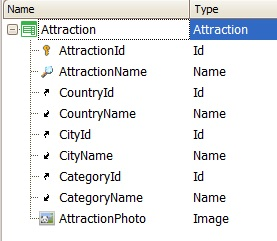 Name Type
Attraction Attraction
AttractionId Id
AttractionName Name
CountryId Id
CountryName Name
CityId Id
CityName Name
CategoryId Id
CategoryName Name
AttractionPhoto Image